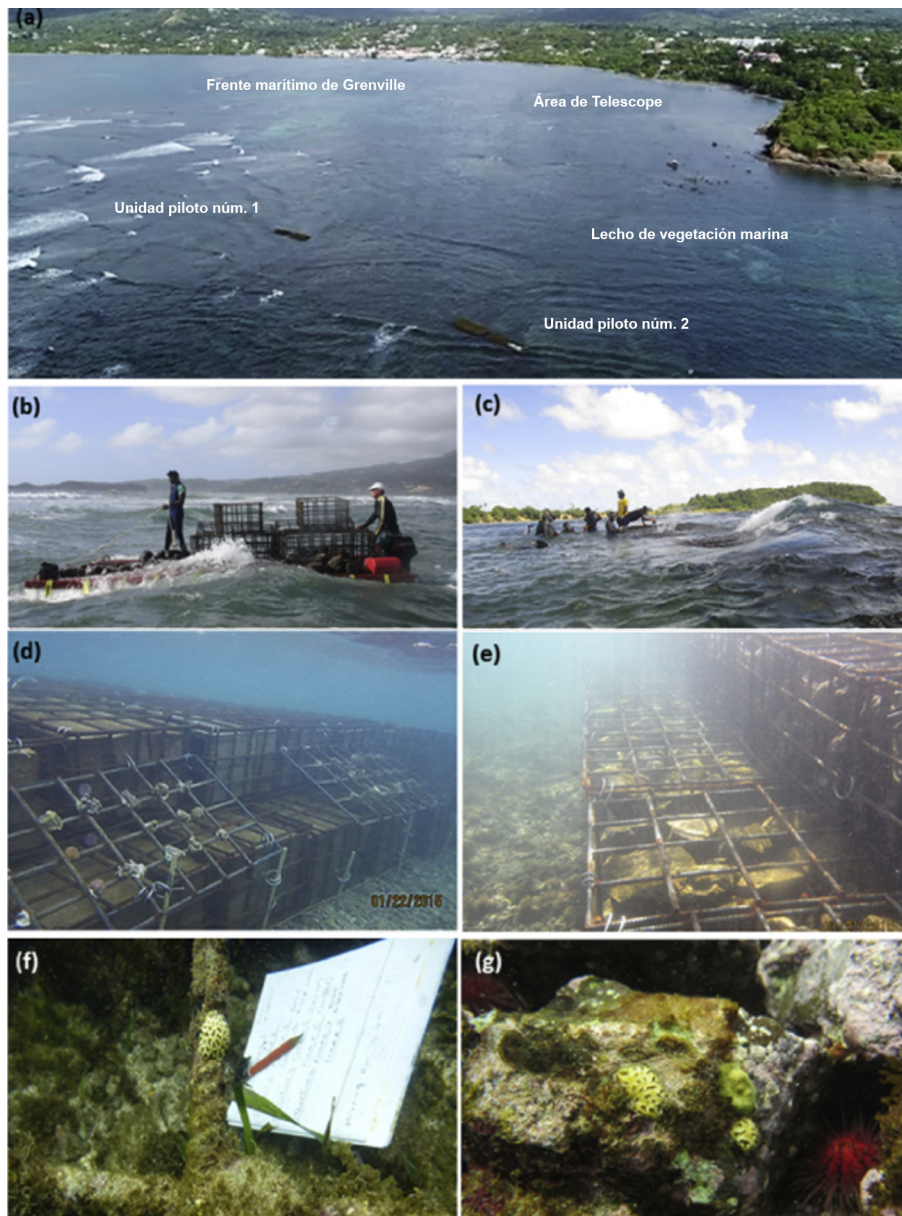 (a)
Frente marítimo de Grenville
Área de Telescope
Unidad piloto núm. 1
Lecho de vegetación marina
Unidad piloto núm. 2
(b)
(c)
(d)
(e)
01/22/2015
(f)
(g)